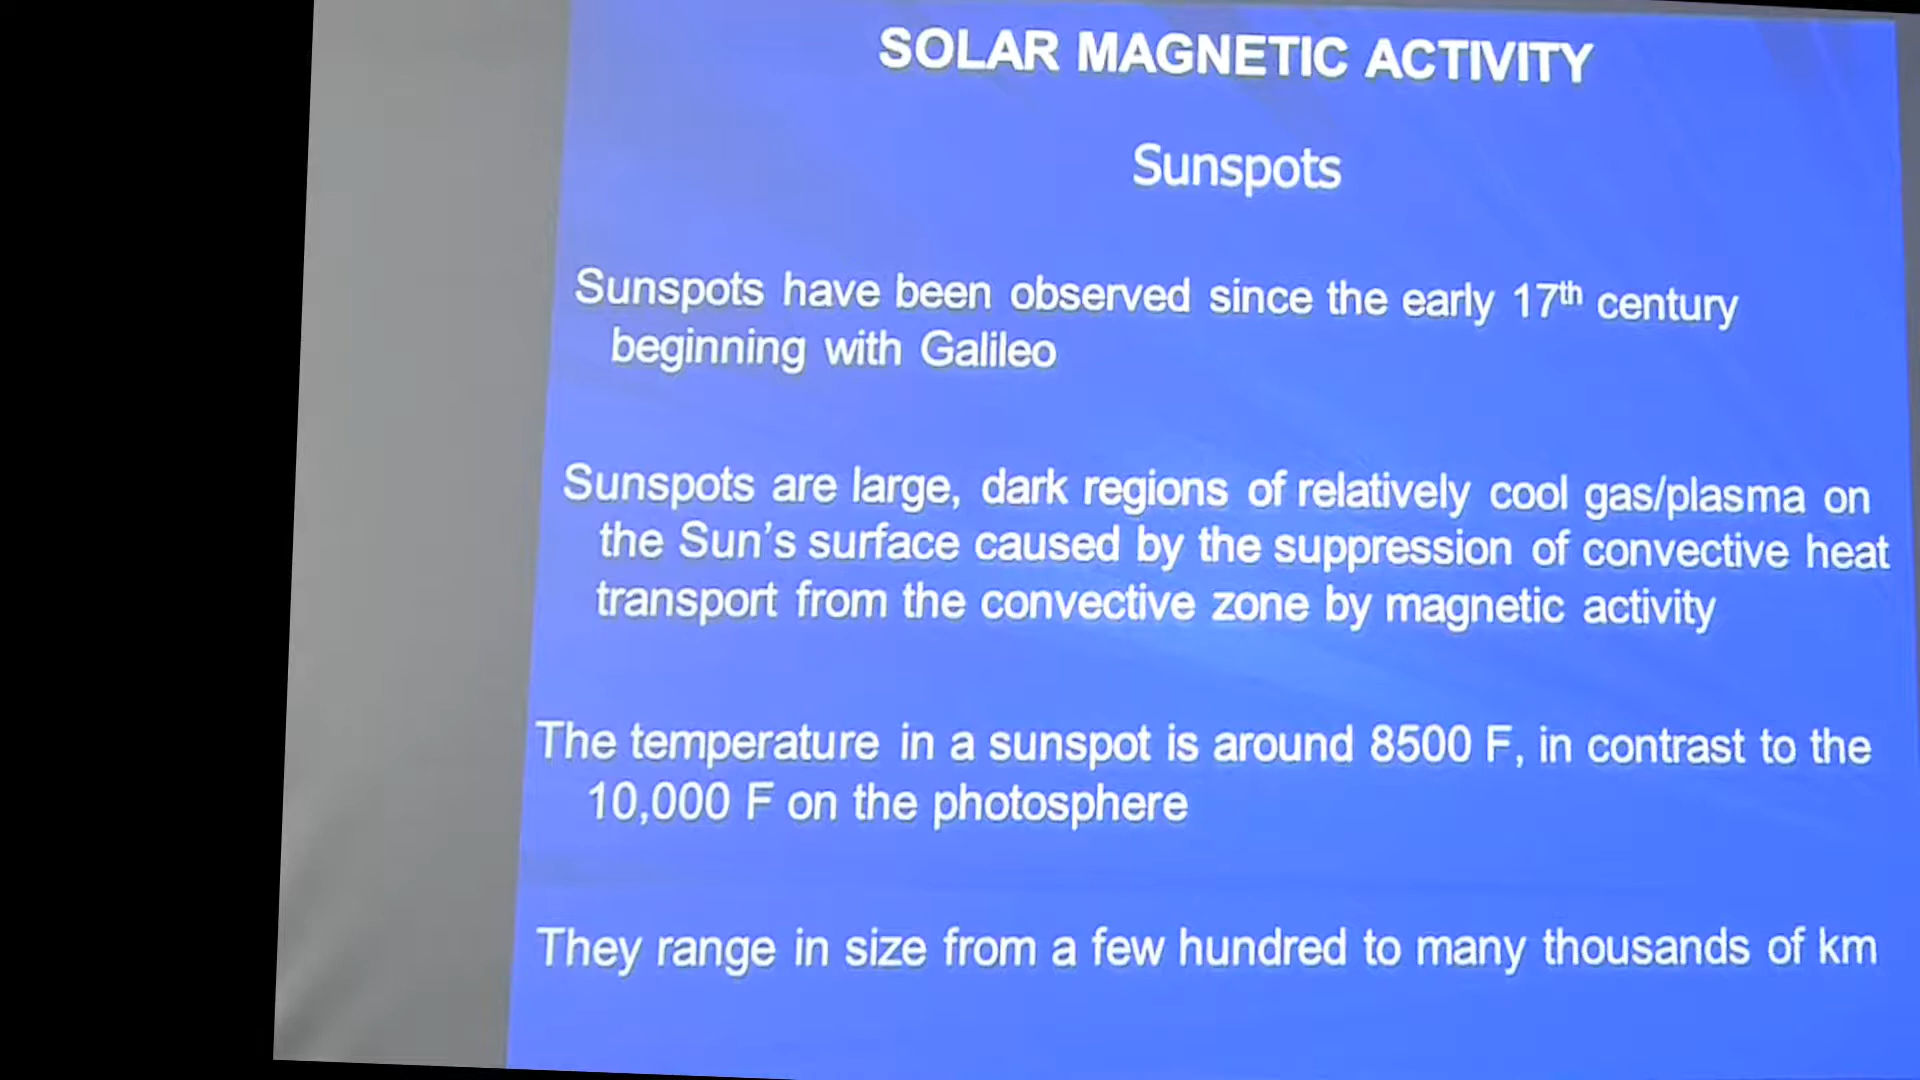 SOLAR MAGNETIC ACTIVITY
Sunspots
Sunspots have been observed since the early 17th century
beginning with Galileo
Sunspots are large, dark regions of relatively cool gas/plasma on
the Sun's surface caused by the suppression of convective heat
transport from the convective zone by magnetic activity
The temperature in a sunspot is around 8500 F, in contrast to the
10,000 F on the photosphere
They range in size from a few hundred to many thousands of km